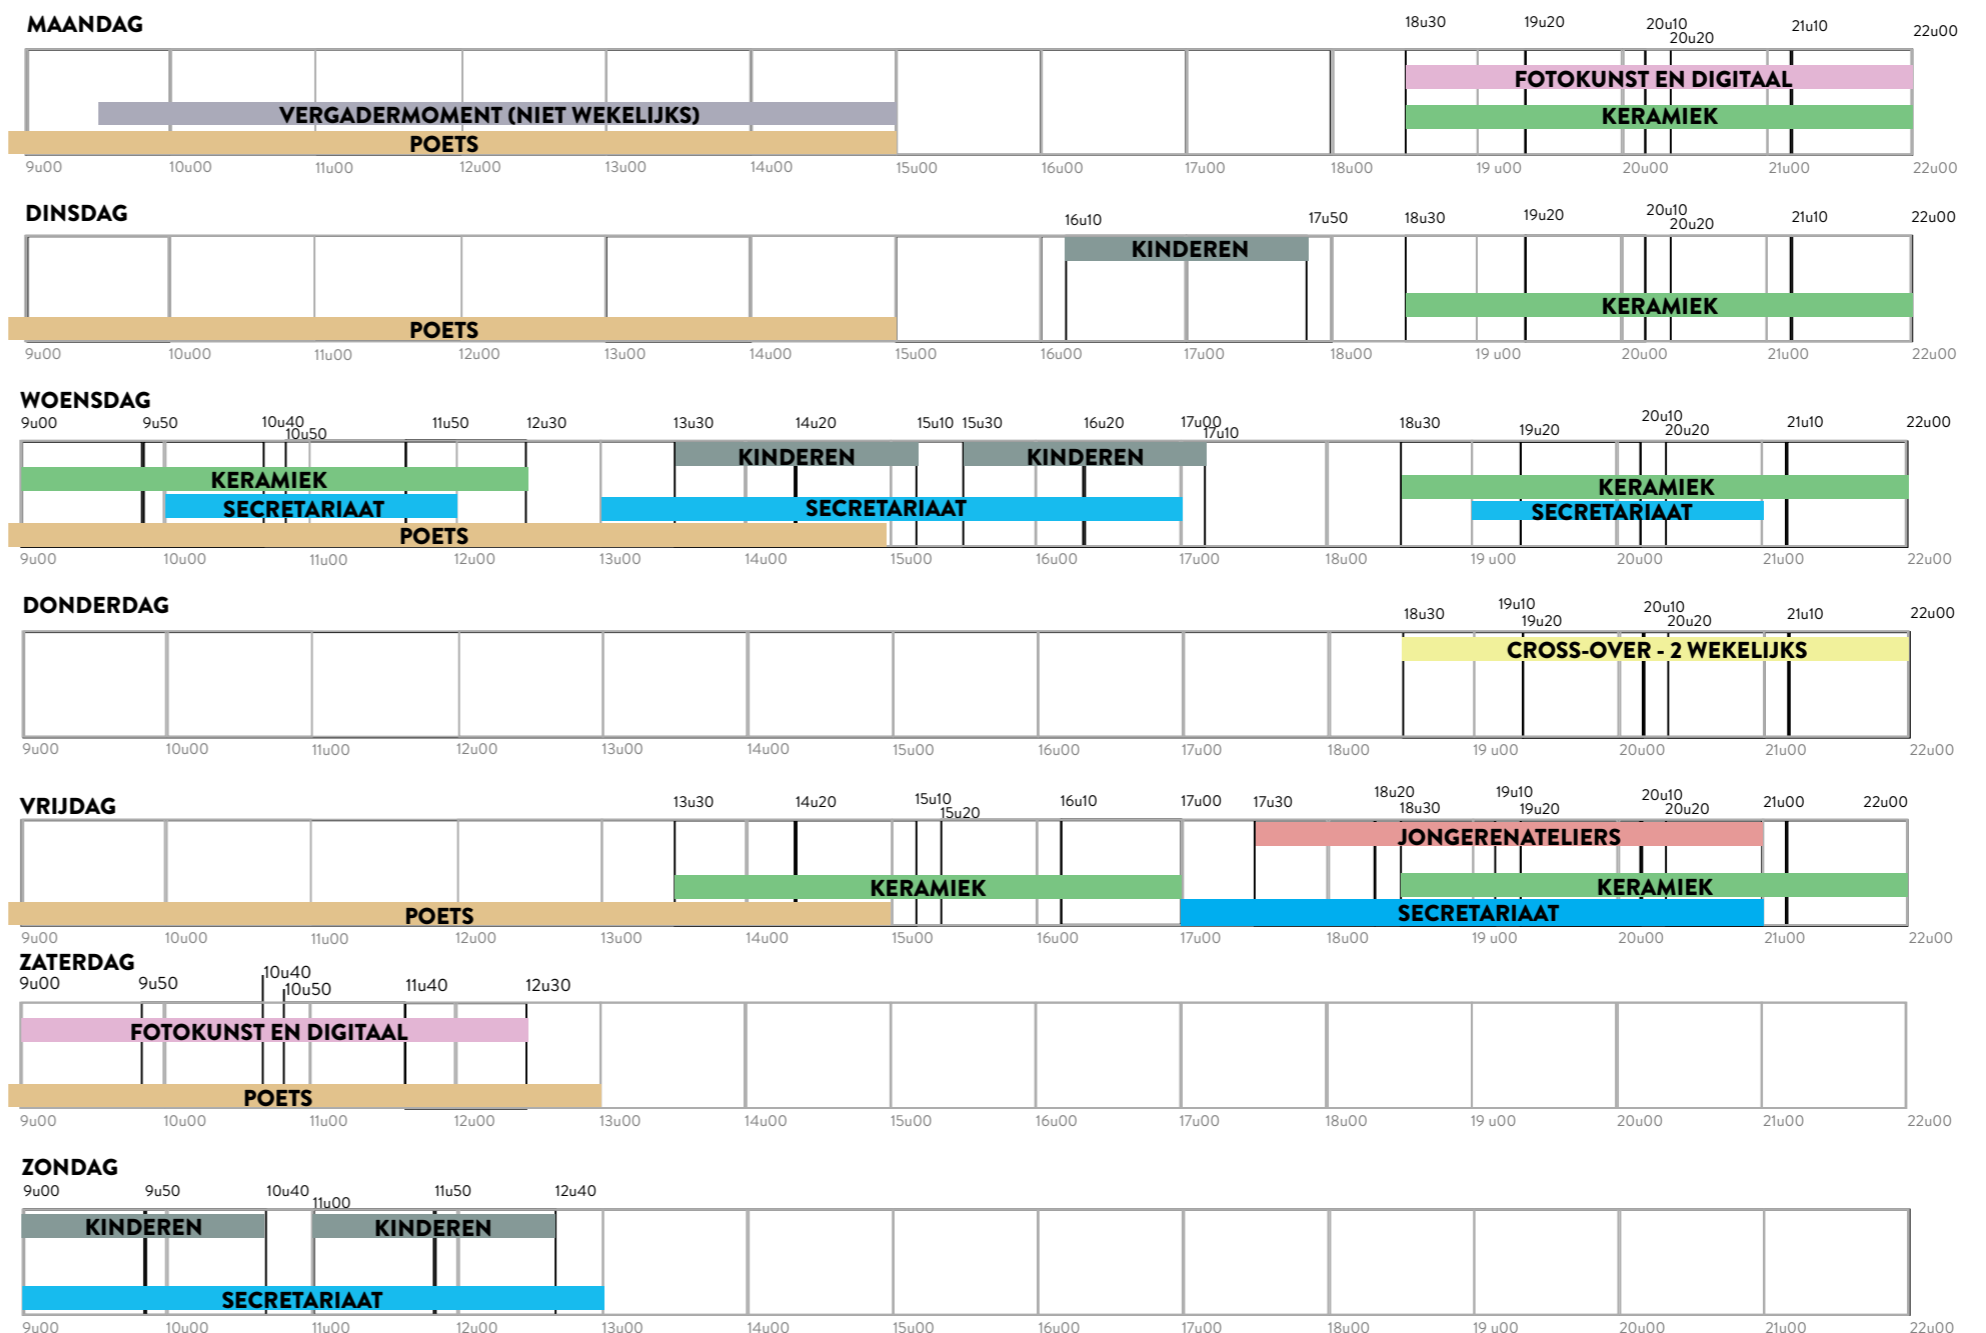 MAANDAG
18u30 19u20 20u10 21u10 22u00
20u20
FOTOKUNST EN DIGITAAL
VERGADERMOMENT (NIET WEKELIJKS) KERAMIEK
POETS
9u00 10u00 11u00 12u00 13u00 14u00 15u00 16u00 17u00 18u00 19 u00 20u00 21u00 22u00
DINSDAG
16u10 17u50 18u30 19u20 20u10 21u10 22u00
20u20
KINDEREN
KERAMIEK
POETS
9u00 10u00 11u00 12u00 13u00 14u00 15u00 16u00 17u00 18u00 19 u00 20u00 21u00 22u00
WOENSDAG
9u00 9u50 10u40 11u50 12u30 13u30 14u20 15u10 15u30 16u20 17u00 18u30 19u20 20u10 21u10 22u00
10u50 17u10 20u20
KINDEREN KINDEREN
KERAMIEK KERAMIEK
SECRETARIAAT SECRETARIAAT SECRETARIAAT
POETS
9u00 10u00 11u00 12u00 13u00 14u00 15u00 16u00 17u00 18u00 19 u00 20u00 21u00 22u00
DONDERDAG
18u30 19u10 20u10 21u10 22u00
19u20 20u20
CROSS-OVER - 2 WEKELIJKS
9u00 10u00 11u00 12u00 13u00 14u00 15u00 16u00 17u00 18u00 19 u00 20u00 21u00 22u00
VRIJDAG
13u30 14u20 15u10 16u10 17u00 17u30 18u20 19u10 20u10 21u00 22u00
15u20 18u30 19u20 20u20
JONGERENATELIERS
KERAMIEK KERAMIEK
POETS SECRETARIAAT
9u00 10u00 11u00 12u00 13u00 14u00 15u00 16u00 17u00 18u00 19 u00 20u00 21u00 22u00
ZATERDAG
9u00 9u50 10u40 11u40 12u30
10u50
FOTOKUNST EN DIGITAAL
POETS
9u00 10u00 11u00 12u00 13u00 14u00 15u00 16u00 17u00 18u00 19 u00 20u00 21u00 22u00
ZONDAG
9u00 9u50 10u40 11u50 12u40
11u00
KINDEREN KINDEREN
SECRETARIAAT
9u00 10u00 11u00 12u00 13u00 14u00 15u00 16u00 17u00 18u00 19 u00 20u00 21u00 22u00